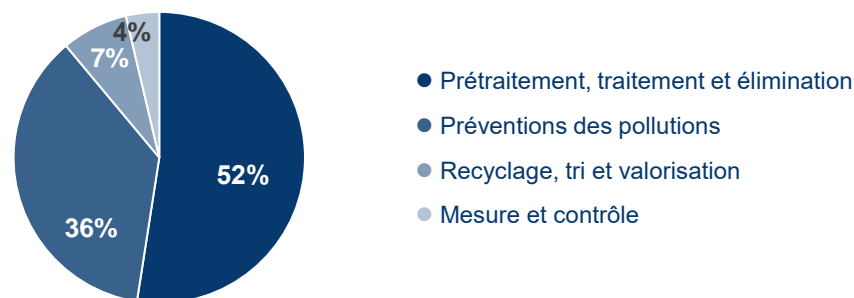 4%
7%
52%
36%
Prétraitement, traitement et élimination
Préventions des pollutions
Recyclage, tri et valorisation
Mesure et contrôle